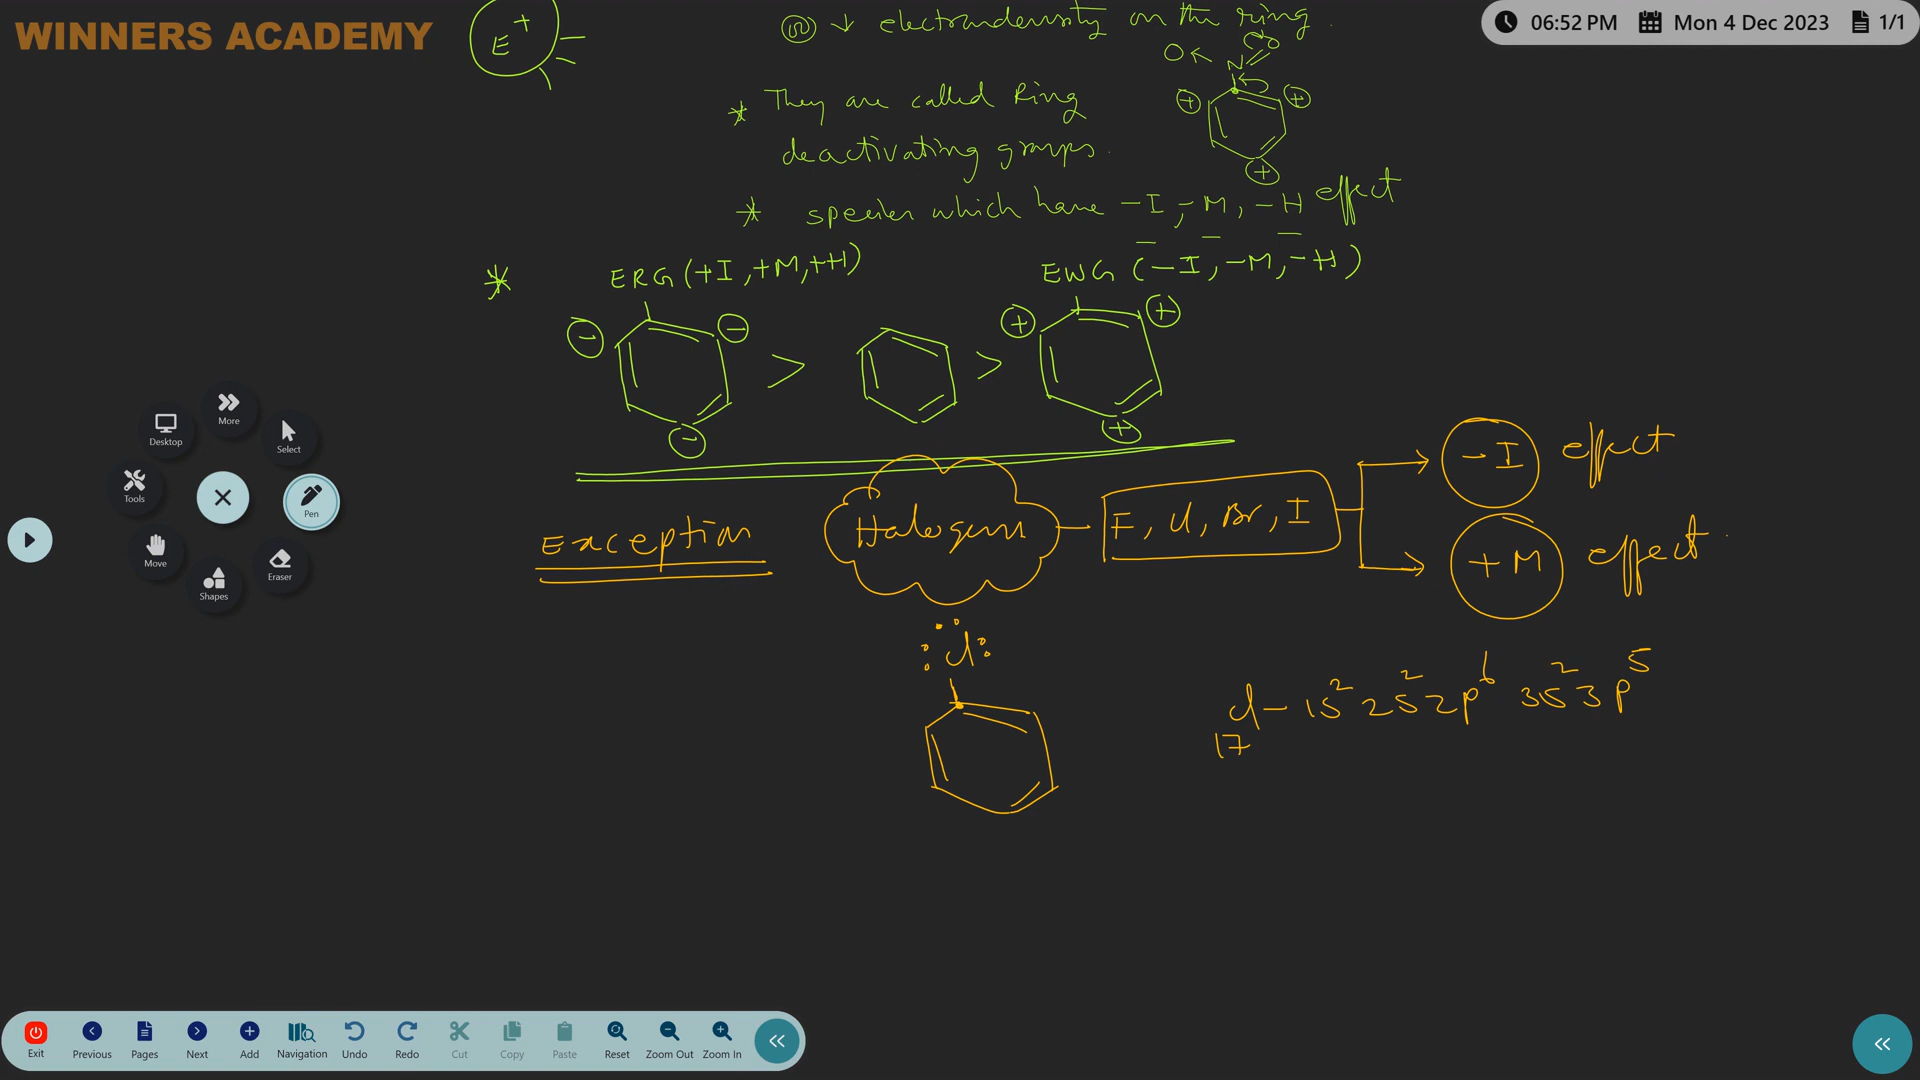 WINNERS ACADEMY
06:52 PM Mon 4 Dec 2023 1/1
E+
↓ electrondensity on the ring.
O N O
* They are called Ring
deactivating groups.
* species which have -I, -M, -H effect
* ERG (+I, +M, +H) EWG (-I, -M, -H)
> >
Exception Halogens F, Cl, Br, I
-I effect
+M effect
Cl
Cl - 1s² 2s² 2p⁶ 3s² 3p⁵
17
More
Desktop
Select
Tools
Pen
Move
Eraser
Shapes
Exit Previous Pages Next Add Navigation Undo Redo Cut Copy Paste Reset Zoom Out Zoom In